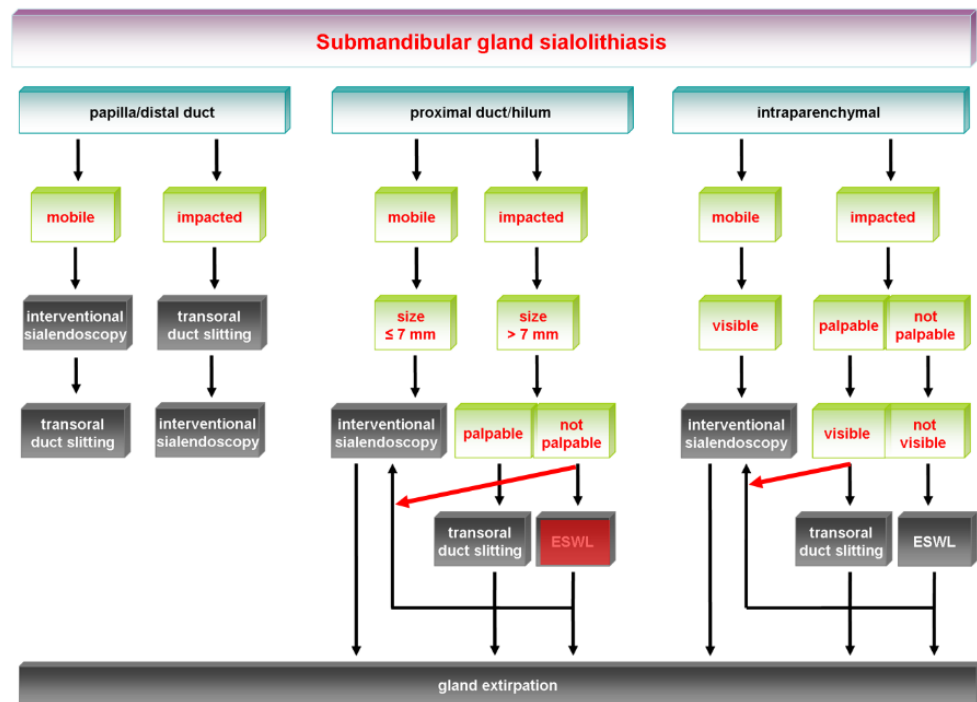 Submandibular gland sialolithiasis
papilla/distal duct
proximal duct/hilum
intraparenchymal
mobile
impacted
mobile
impacted
mobile
impacted
interventional
sialendoscopy
transoral
duct slitting
size
≤ 7 mm
size
> 7 mm
visible
palpable
not
palpable
transoral
duct slitting
interventional
sialendoscopy
interventional
sialendoscopy
palpable
not
palpable
interventional
sialendoscopy
visible
not
visible
transoral
duct slitting
ESWL
transoral
duct slitting
ESWL
gland extirpation